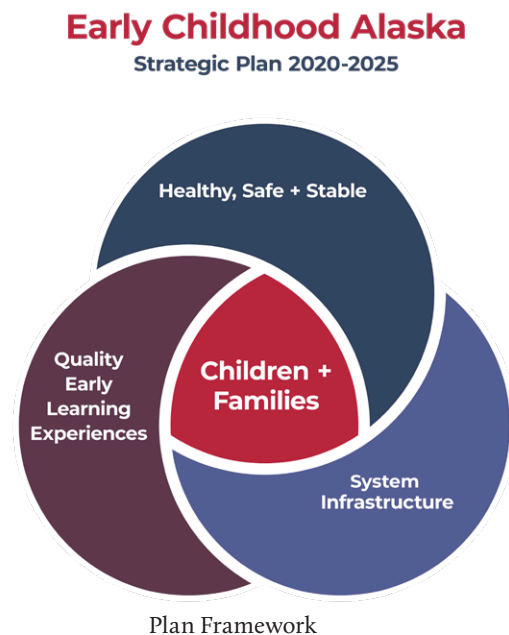 Early Childhood Alaska
Strategic Plan 2020-2025
Healthy, Safe + Stable
Quality
Early
Learning
Experiences
Children +
Families
System
Infrastructure
Plan Framework